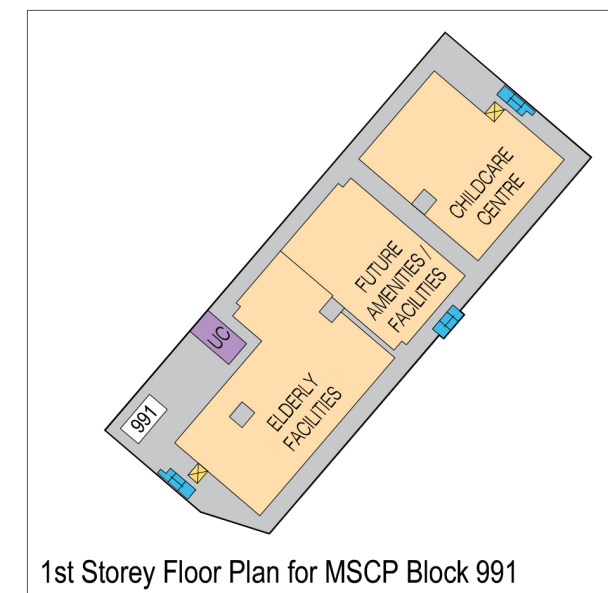 CHILDCARE
CENTRE
FUTURE
AMENITIES /
FACILITIES
UC
ELDERLY
FACILITIES
991
1st Storey Floor Plan for MSCP Block 991